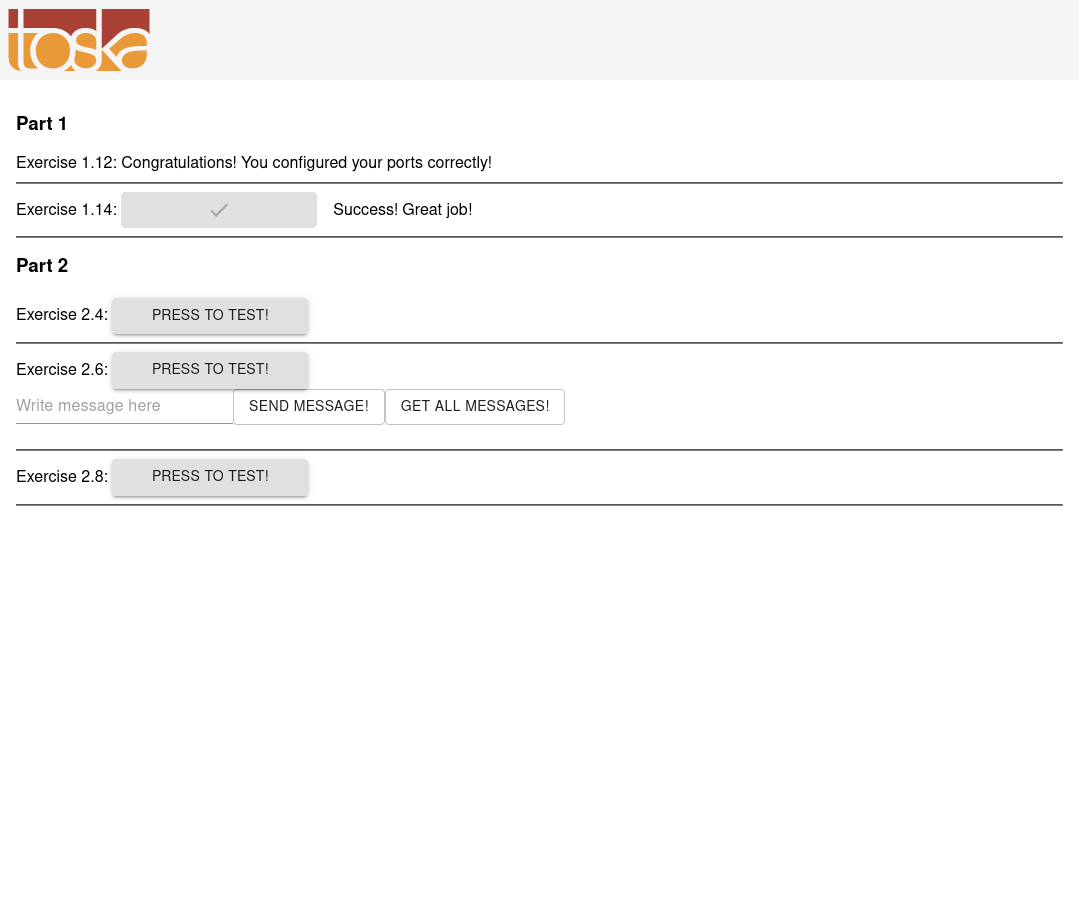 toska
Part 1
Exercise 1.12: Congratulations! You configured your ports correctly!
Exercise 1.14: Success! Great job!
Part 2
Exercise 2.4: PRESS TO TEST!
Exercise 2.6: PRESS TO TEST!
Write message here SEND MESSAGE! GET ALL MESSAGES!
Exercise 2.8: PRESS TO TEST!